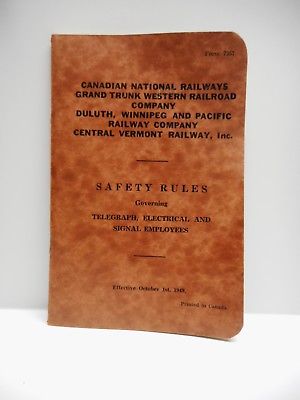 Form 7567
CANADIAN NATIONAL RAILWAYS
GRAND TRUNK WESTERN RAILROAD
COMPANY
DULUTH, WINNIPEG AND PACIFIC
RAILWAY COMPANY
CENTRAL VERMONT RAILWAY, Inc.
SAFETY RULES
Governing
TELEGRAPH, ELECTRICAL AND
SIGNAL EMPLOYEES
Effective October 1st, 1949.
Printed in Canada